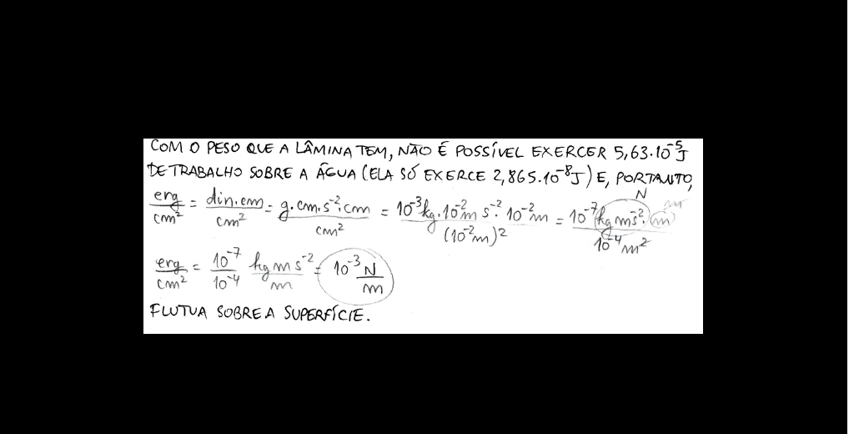 COM O PESO QUE A LÂMINA TEM, NÃO É POSSÍVEL EXERCER 5,63.10⁻⁵J
DE TRABALHO SOBRE A ÁGUA (ELA SÓ EXERCE 2,865.10⁻⁸J) E, PORTANTO,
erg/cm² = din.cm/cm² = g.cm.s⁻².cm/cm² = 10⁻³kg.10⁻²m s⁻².10⁻²m/(10⁻²m)² = 10⁻⁷(kg m s⁻²)·(m)/10⁻⁴m² N m
erg/cm² = 10⁻⁷/10⁻⁴ kg m s⁻²/m = 10⁻³ N/m
FLUTUA SOBRE A SUPERFÍCIE.